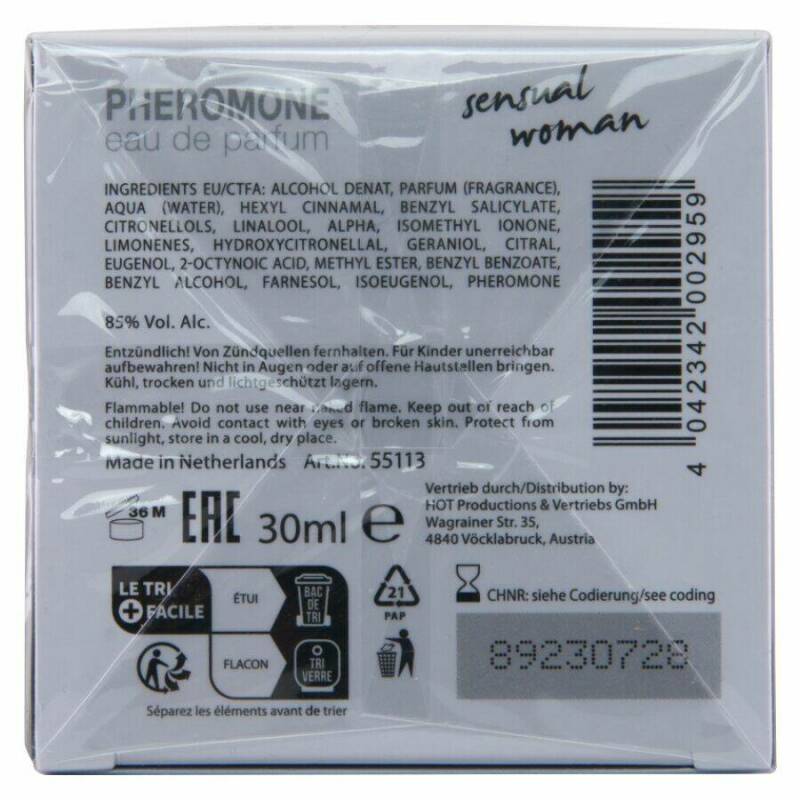 PHEROMONE
eau de parfum
sensual
woman
INGREDIENTS EU/CTFA: ALCOHOL DENAT, PARFUM (FRAGRANCE),
AQUA (WATER), HEXYL CINNAMAL, BENZYL SALICYLATE,
CITRONELLOLS, LINALOOL, ALPHA, ISOMETHYL IONONE,
LIMONENES, HYDROXYCITRONELLAL, GERANIOL, CITRAL,
EUGENOL, 2-OCTYNOIC ACID, METHYL ESTER, BENZYL BENZOATE,
BENZYL ALCOHOL, FARNESOL, ISOEUGENOL, PHEROMONE
85% Vol. Alc.
Entzündlich! Von Zündquellen fernhalten. Für Kinder unerreichbar
aufbewahren! Nicht in Augen oder auf offene Hautstellen bringen.
Kühl, trocken und lichtgeschützt lagern.
Flammable! Do not use near naked flame. Keep out of reach of
children. Avoid contact with eyes or broken skin. Protect from
sunlight, store in a cool, dry place.
Made in Netherlands Art.No. 55113
4 042342 002959
36 M
EAC 30ml e
Vertrieb durch/Distribution by:
HOT Productions & Vertriebs GmbH
Wagrainer Str. 35,
4840 Vöcklabruck, Austria
LE TRI
+ FACILE
ÉTUI
BAC
DE
TRI
FLACON
TRI
VERRE
Séparez les éléments avant de trier
21
PAP
CHNR: siehe Codierung/see coding
89230728